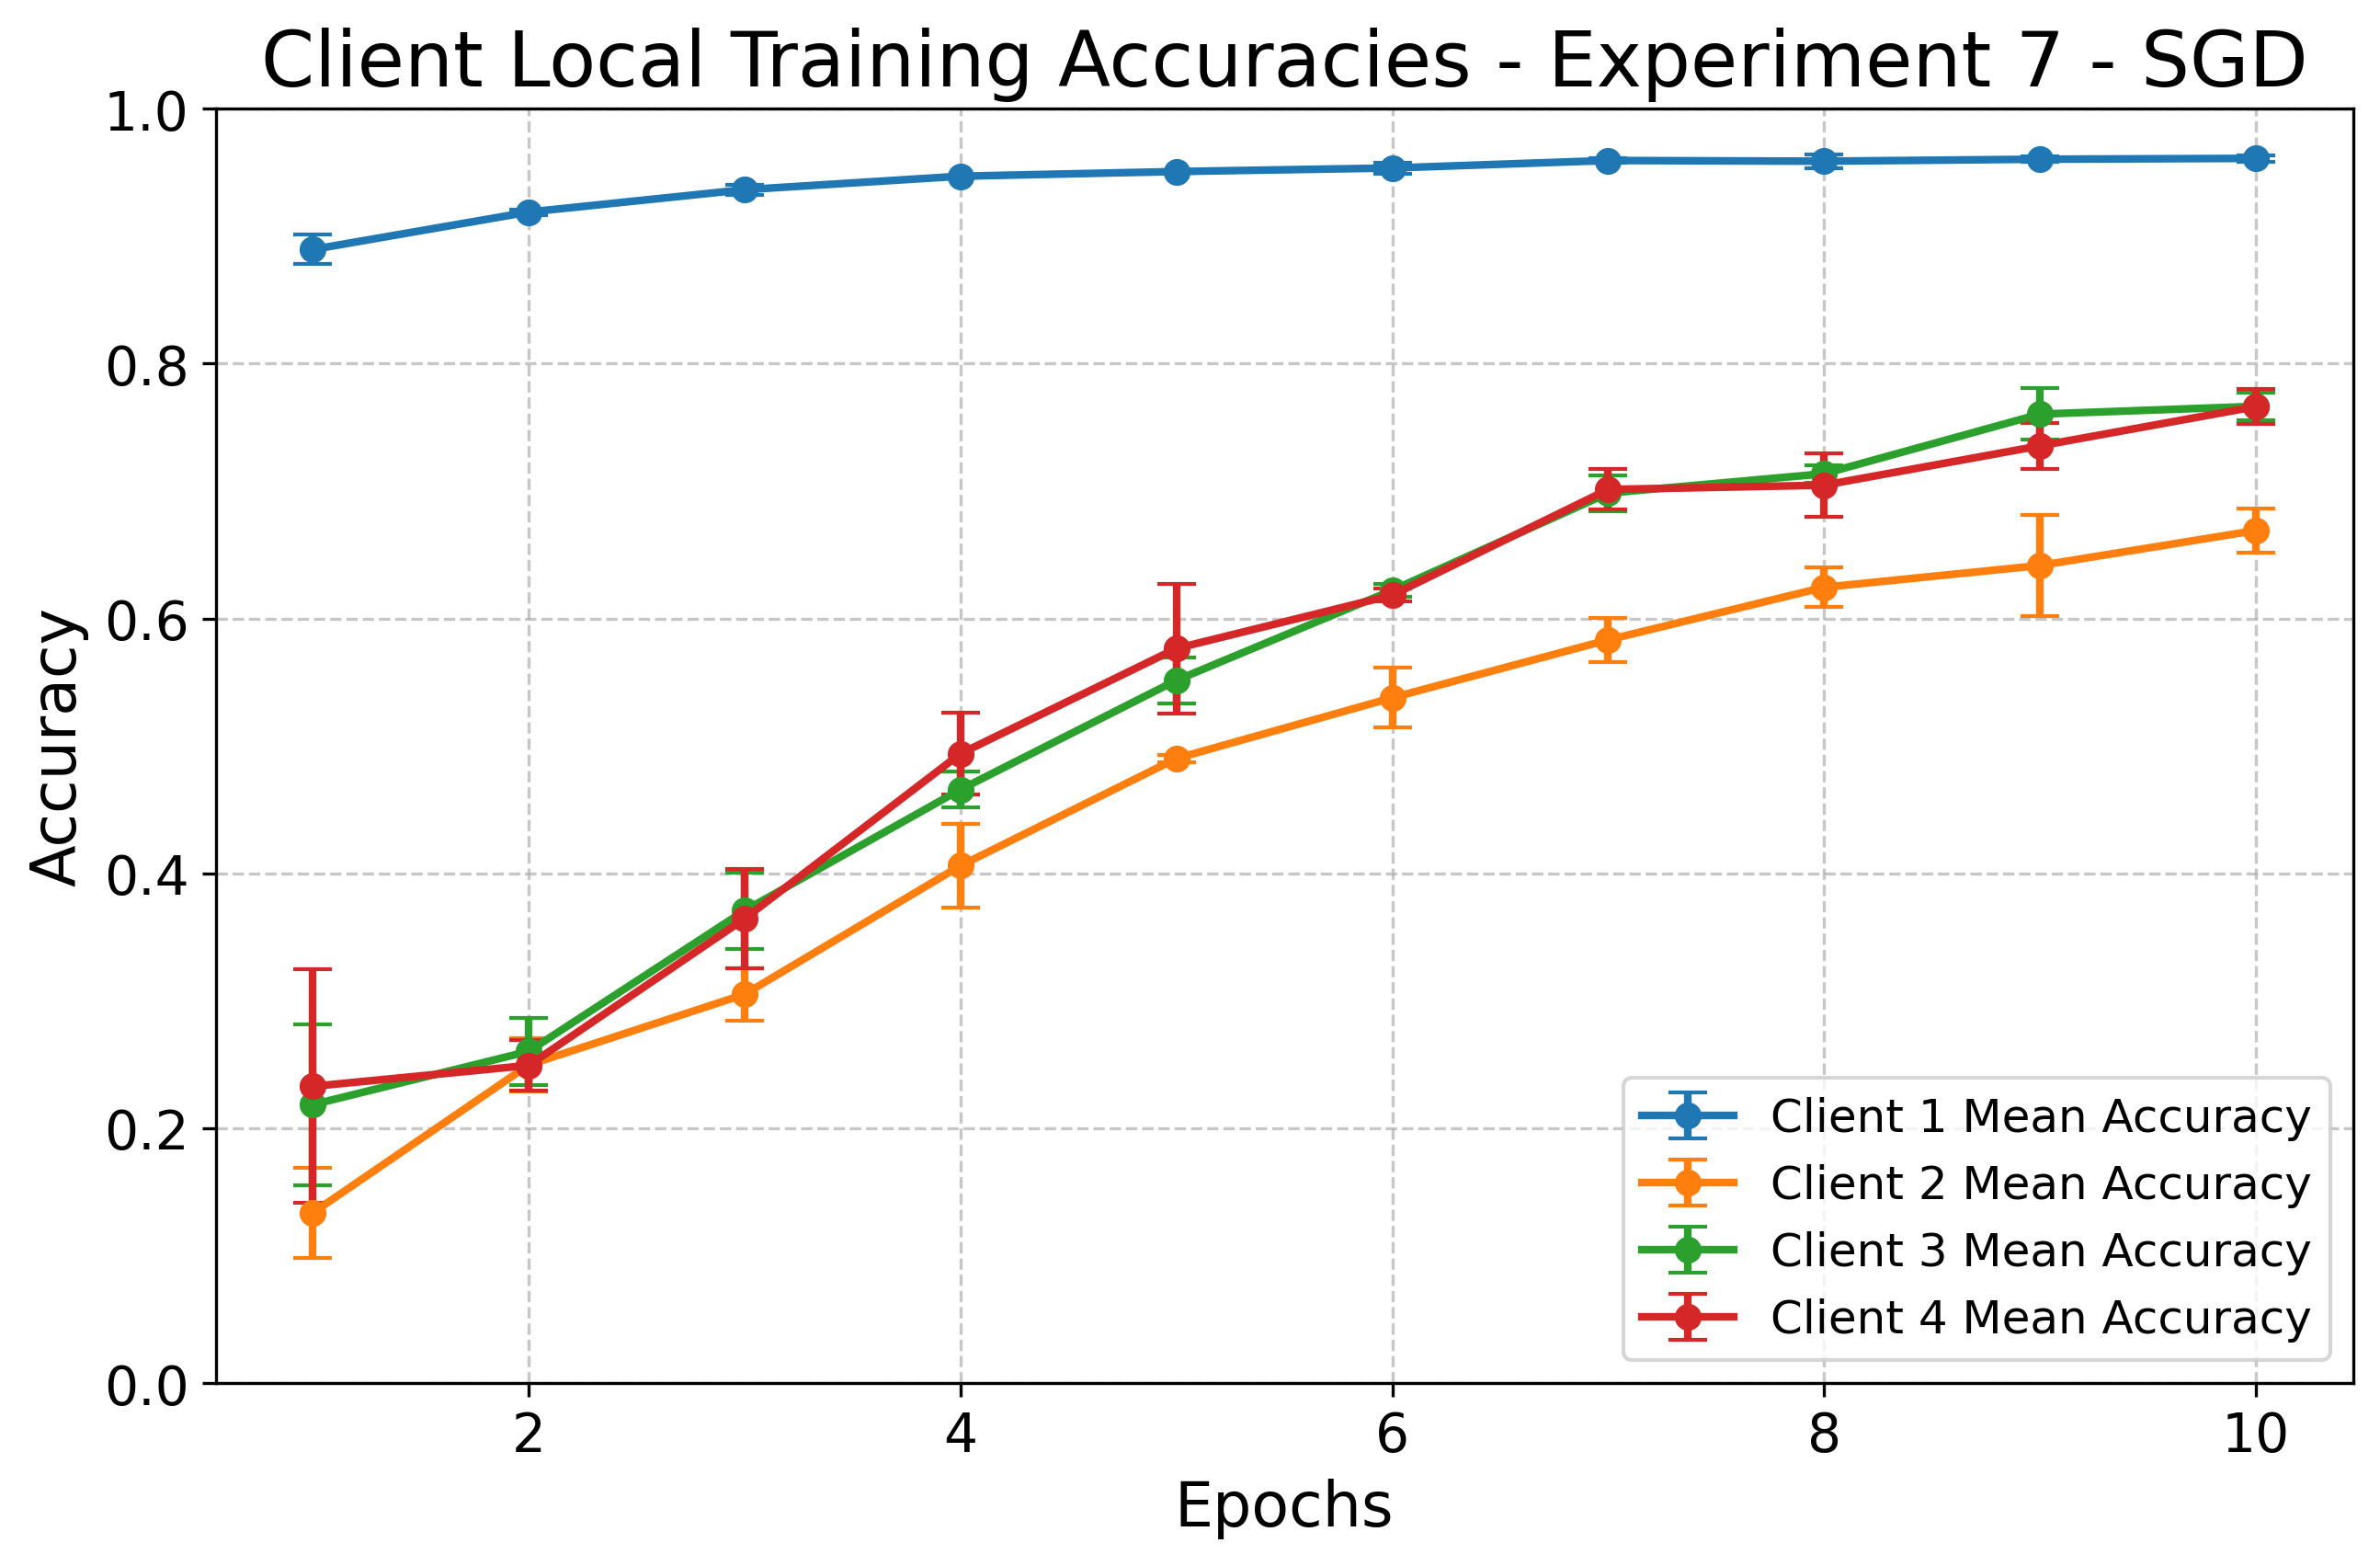 Client Local Training Accuracies - Experiment 7 - SGD
1.0
0.8
0.6
0.4
0.2
0.0
Accuracy
2 4 6 8 10
Epochs
Client 1 Mean Accuracy
Client 2 Mean Accuracy
Client 3 Mean Accuracy
Client 4 Mean Accuracy